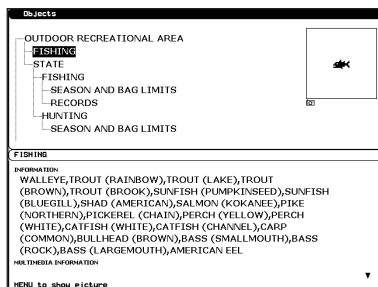 Objects
OUTDOOR RECREATIONAL AREA
FISHING
STATE
FISHING
SEASON AND BAG LIMITS
RECORDS
HUNTING
SEASON AND BAG LIMITS
FISHING
INFORMATION
WALLEYE,TROUT (RAINBOW),TROUT (LAKE),TROUT
(BROWN),TROUT (BROOK),SUNFISH (PUMPKINSEED),SUNFISH
(BLUEGILL),SHAD (AMERICAN),SALMON (KOKANEE),PIKE
(NORTHERN),PICKEREL (CHAIN),PERCH (YELLOW),PERCH
(WHITE),CATFISH (WHITE),CATFISH (CHANNEL),CARP
(COMMON),BULLHEAD (BROWN),BASS (SMALLMOUTH),BASS
(ROCK),BASS (LARGEMOUTH),AMERICAN EEL
MULTIMEDIA INFORMATION
MENU to show picture